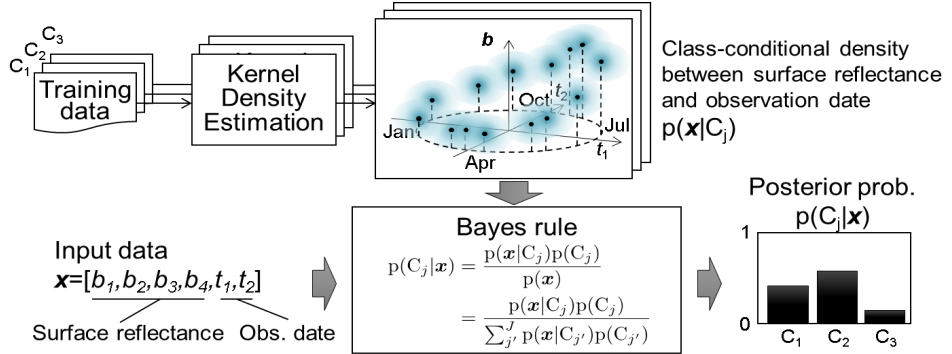 C₃
C₂
C₁
Training
data
Kernel
Density
Estimation
b
Oct
t₂
Jan
Jul
Apr
t₁
Class-conditional density
between surface reflectance
and observation date
p(x|Cⱼ)
Input data
x=[b₁,b₂,b₃,b₄,t₁,t₂]
Surface reflectance Obs. date
Bayes rule
p(Cⱼ|x) = p(x|Cⱼ)p(Cⱼ) / p(x)
= p(x|Cⱼ)p(Cⱼ) / ∑ⱼ′ᴶ p(x|Cⱼ′)p(Cⱼ′)
Posterior prob.
p(Cⱼ|x)
1
0
C₁ C₂ C₃